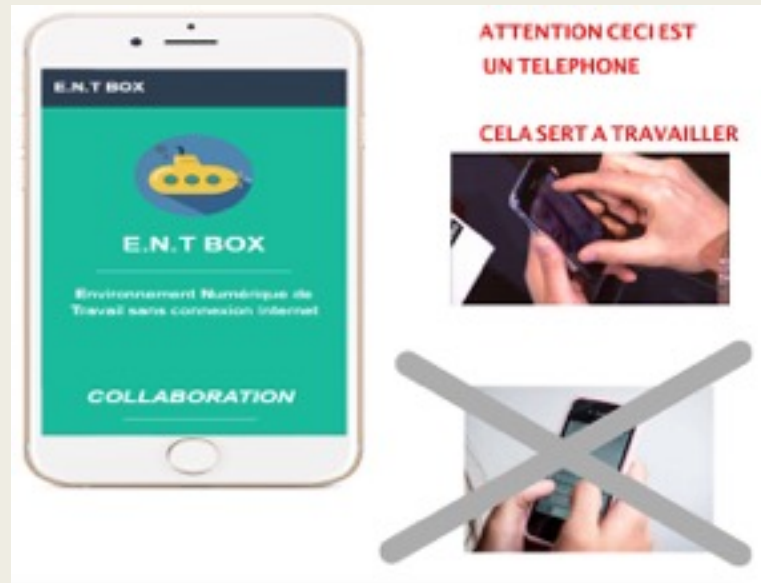 E.N.T BOX
E.N.T BOX
Environnement Numérique de
Travail sans connexion Internet
COLLABORATION
ATTENTION CECI EST
UN TELEPHONE
CELA SERT A TRAVAILLER